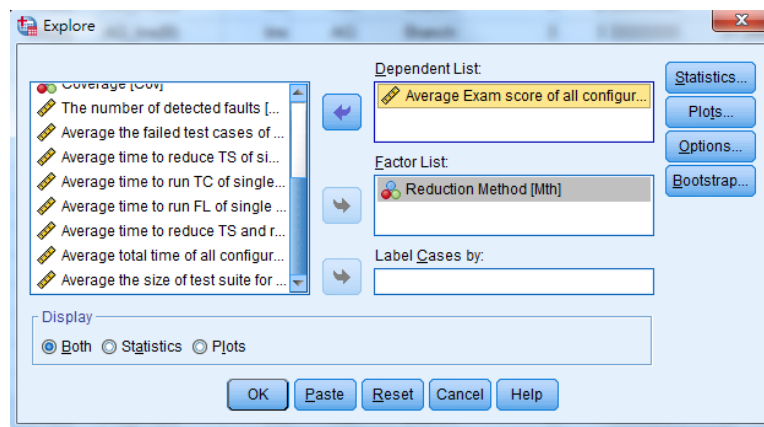 Explore
Coverage [Cov]
The number of detected faults [...
Average the failed test cases of ...
Average time to reduce TS of si...
Average time to run TC of single...
Average time to run FL of single ...
Average time to reduce TS and r...
Average total time of all configur...
Average the size of test suite for ...
Dependent List:
Average Exam score of all configur...
Factor List:
Reduction Method [Mth]
Label Cases by:
Statistics...
Plots...
Options...
Bootstrap...
Display
Both
Statistics
Plots
OK
Paste
Reset
Cancel
Help